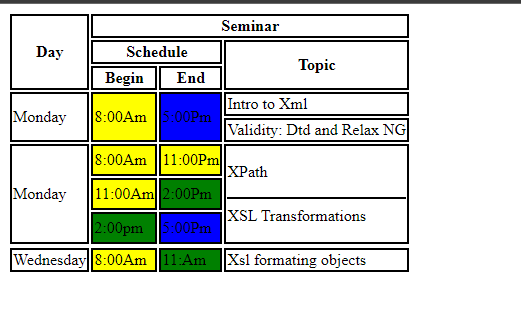 Day
Seminar
Schedule
Topic
Begin End
Monday
8:00Am 5:00Pm
Intro to Xml
Validity: Dtd and Relax NG
Monday
8:00Am 11:00Pm
XPath
11:00Am 2:00Pm
XSL Transformations
2:00pm 5:00Pm
Wednesday 8:00Am 11:Am Xsl formating objects